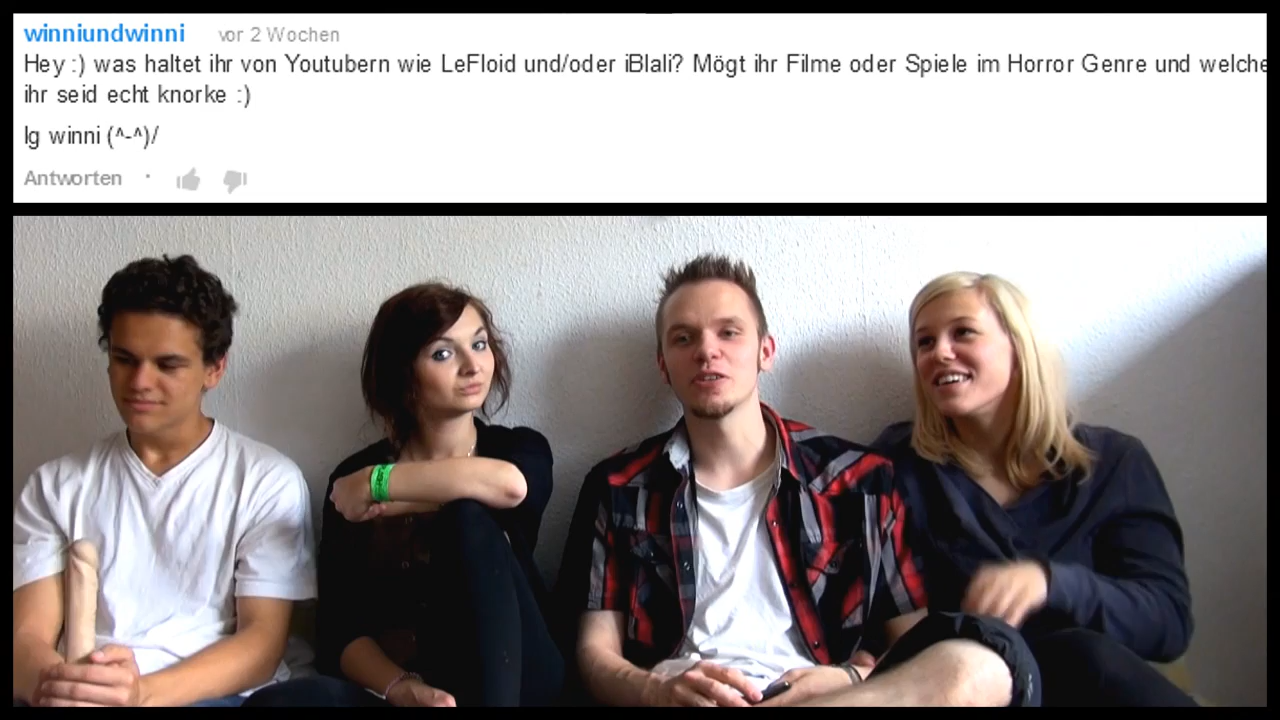 winniundwinni vor 2 Wochen
Hey :) was haltet ihr von Youtubern wie LeFloid und/oder iBlali? Mögt ihr Filme oder Spiele im Horror Genre und welche
ihr seid echt knorke :)
lg winni (^-^)/
Antworten ·